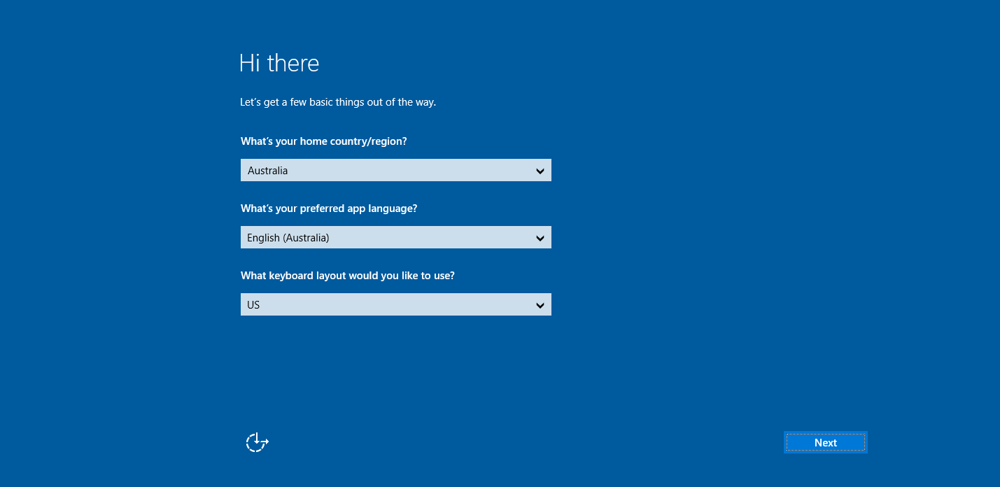 Hi there
Let's get a few basic things out of the way.
What's your home country/region?
Australia
What's your preferred app language?
English (Australia)
What keyboard layout would you like to use?
US
Next